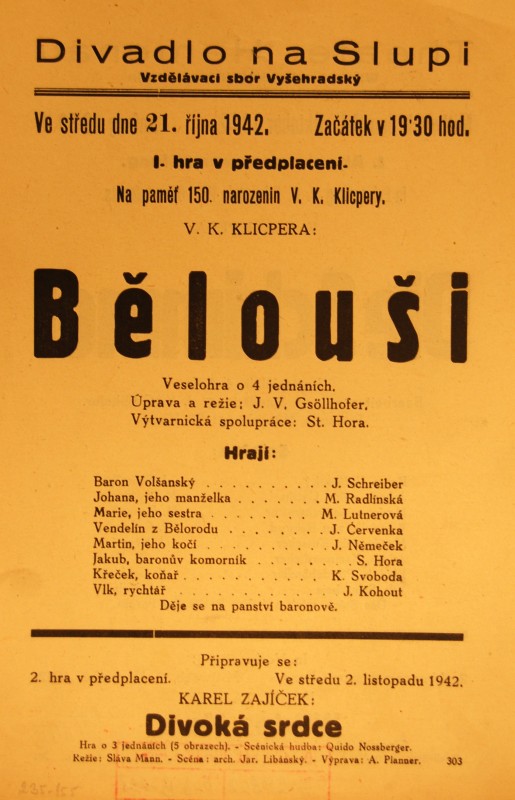 Divadlo na Slupi
Vzdělávací sbor Vyšehradský
Ve středu dne 21. října 1942. Začátek v 19·30 hod.
I. hra v předplacení.
Na paměť 150. narozenin V. K. Klicpery.
V. K. KLICPERA:
Bělouši
Veselohra o 4 jednáních.
Úprava a režie: J. V. Gsöllhofer.
Výtvarnická spolupráce: St. Hora.
Hrají:
Baron Volšanský . . . . . . . . . . . J. Schreiber
Johana, jeho manželka . . . . . . . M. Radlínská
Marie, jeho sestra . . . . . . . . . M. Lutnerová
Vendelín z Bělorodu . . . . . . . . J. Červenka
Martin, jeho kočí . . . . . . . . . . J. Němeček
Jakub, baronův komorník . . . . . . . S. Hora
Křeček, koňař . . . . . . . . . . . K. Svoboda
Vlk, rychtář . . . . . . . . . . . . J. Kohout
Děje se na panství baronově.
Připravuje se:
2. hra v předplacení. Ve středu 2. listopadu 1942.
KAREL ZAJÍČEK:
Divoká srdce
Hra o 3 jednáních (5 obrazech). - Scénická hudba: Quido Nossberger.
Režie: Sláva Mann. - Scéna: arch. Jar. Libánský. - Výprava: A. Planner. 303